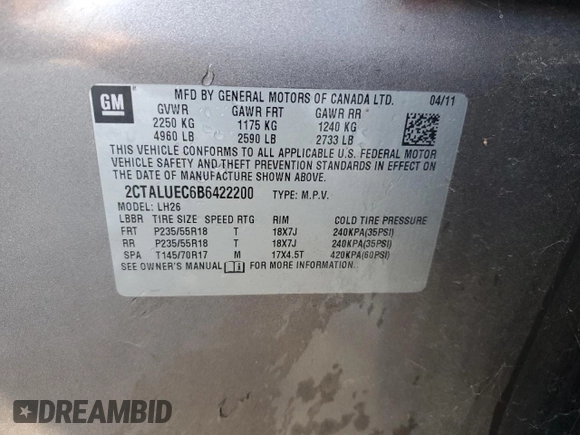 GM
MFD BY GENERAL MOTORS OF CANADA LTD. 04/11
GVWR GAWR FRT GAWR RR
2250 KG 1175 KG 1240 KG
4960 LB 2590 LB 2733 LB
THIS VEHICLE CONFORMS TO ALL APPLICABLE U.S. FEDERAL MOTOR
VEHICLE SAFETY AND THEFT PREVENTION STANDARDS IN EFFECT ON
THE DATE OF MANUFACTURE SHOWN ABOVE.
2CTALUEC6B6422200 TYPE: M.P.V.
MODEL: LH26
LBBR TIRE SIZE SPEED RTG RIM COLD TIRE PRESSURE
FRT P235/55R18 T 18X7J 240KPA(35PSI)
RR P235/55R18 T 18X7J 240KPA(35PSI)
SPA T145/70R17 M 17X4.5T 420KPA(60PSI)
SEE OWNER'S MANUAL FOR MORE INFORMATION.
DREAMBID